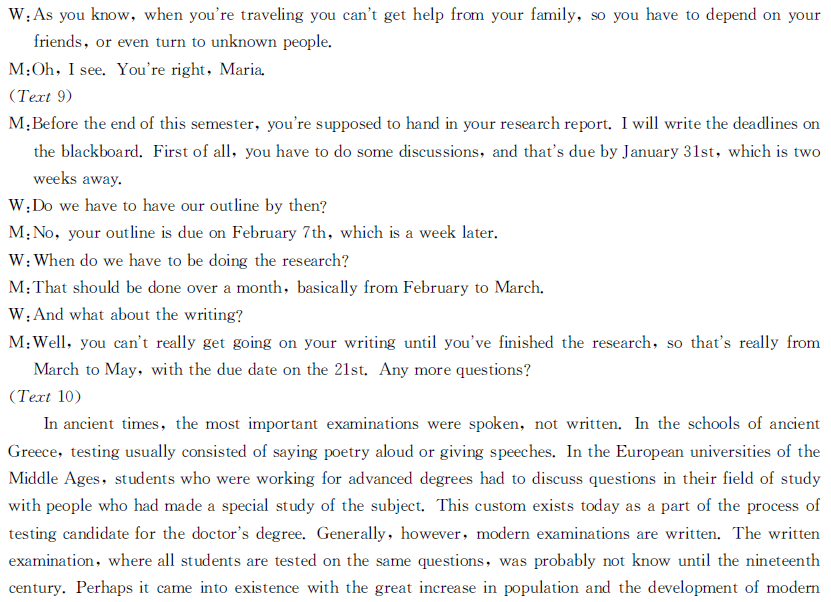 W:As you know, when you're traveling you can't get help from your family, so you have to depend on your
friends, or even turn to unknown people.
M:Oh, I see. You're right, Maria.
(Text 9)
M:Before the end of this semester, you're supposed to hand in your research report. I will write the deadlines on
the blackboard. First of all, you have to do some discussions, and that's due by January 31st, which is two
weeks away.
W:Do we have to have our outline by then?
M:No, your outline is due on February 7th, which is a week later.
W:When do we have to be doing the research?
M:That should be done over a month, basically from February to March.
W:And what about the writing?
M:Well, you can't really get going on your writing until you've finished the research, so that's really from
March to May, with the due date on the 21st. Any more questions?
(Text 10)
In ancient times, the most important examinations were spoken, not written. In the schools of ancient
Greece, testing usually consisted of saying poetry aloud or giving speeches. In the European universities of the
Middle Ages, students who were working for advanced degrees had to discuss questions in their field of study
with people who had made a special study of the subject. This custom exists today as a part of the process of
testing candidate for the doctor's degree. Generally, however, modern examinations are written. The written
examination, where all students are tested on the same questions, was probably not know until the nineteenth
century. Perhaps it came into existence with the great increase in population and the development of modern